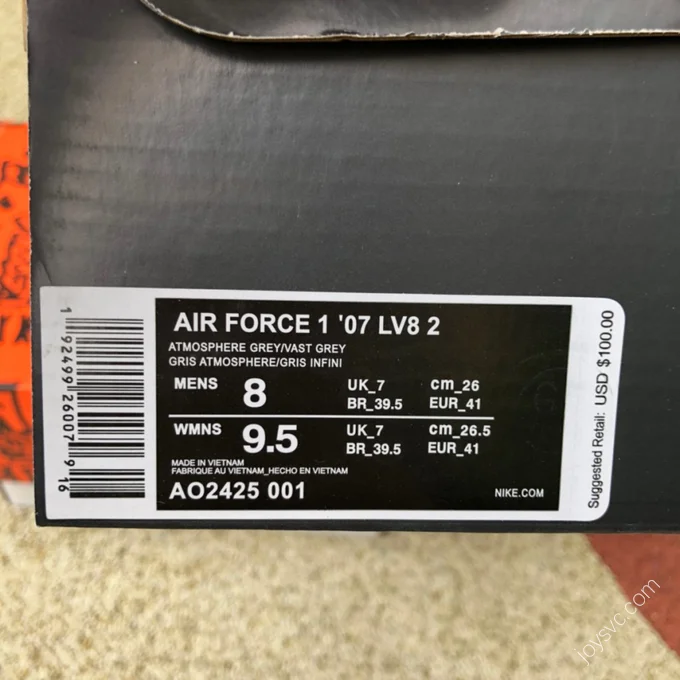 AIR FORCE 1 '07 LV8 2
ATMOSPHERE GREY/VAST GREY
GRIS ATMOSPHERE/GRIS INFINI
MENS 8 UK_7 cm_26
BR_39.5 EUR_41
WMNS 9.5 UK_7 cm_26.5
BR_39.5 EUR_41
MADE IN VIETNAM
FABRIQUE AU VIETNAM_HECHO EN VIETNAM
AO2425 001
NIKE.COM
1 92499 26007 9 16
Suggested Retail: USD $100.00
joysvc.com